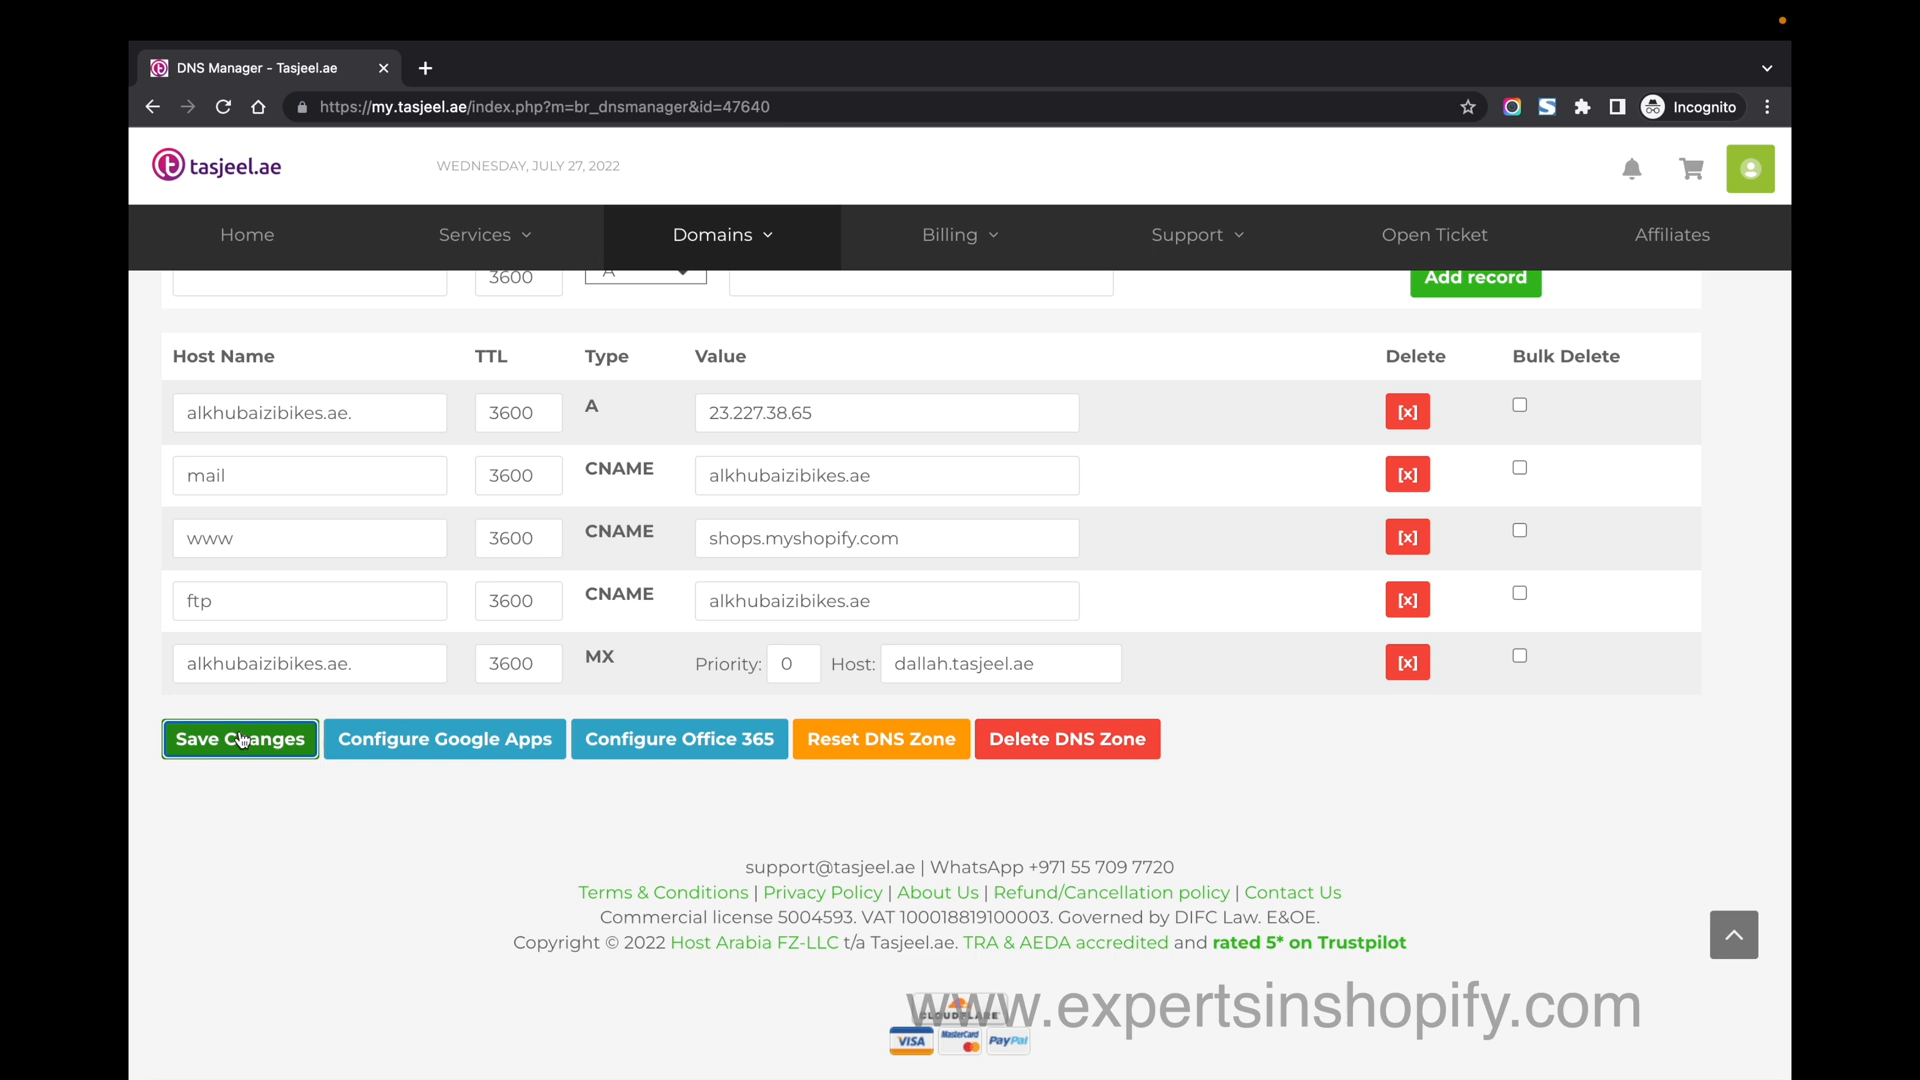 DNS Manager - Tasjeel.ae
https://my.tasjeel.ae/index.php?m=br_dnsmanager&id=47640
Incognito
tasjeel.ae
WEDNESDAY, JULY 27, 2022
Home Services Domains Billing Support Open Ticket Affiliates
3600 A Add record
Host Name TTL Type Value Delete Bulk Delete
alkhubaizibikes.ae. 3600 A 23.227.38.65 [x]
mail 3600 CNAME alkhubaizibikes.ae [x]
www 3600 CNAME shops.myshopify.com [x]
ftp 3600 CNAME alkhubaizibikes.ae [x]
alkhubaizibikes.ae. 3600 MX Priority: 0 Host: dallah.tasjeel.ae [x]
Save Changes Configure Google Apps Configure Office 365 Reset DNS Zone Delete DNS Zone
support@tasjeel.ae | WhatsApp +971 55 709 7720
Terms & Conditions | Privacy Policy | About Us | Refund/Cancellation policy | Contact Us
Commercial license 5004593. VAT 100018819100003. Governed by DIFC Law. E&OE.
Copyright © 2022 Host Arabia FZ-LLC t/a Tasjeel.ae. TRA & AEDA accredited and rated 5* on Trustpilot
www.expertsinshopify.com
CLOUDFLARE
VISA MasterCard PayPal